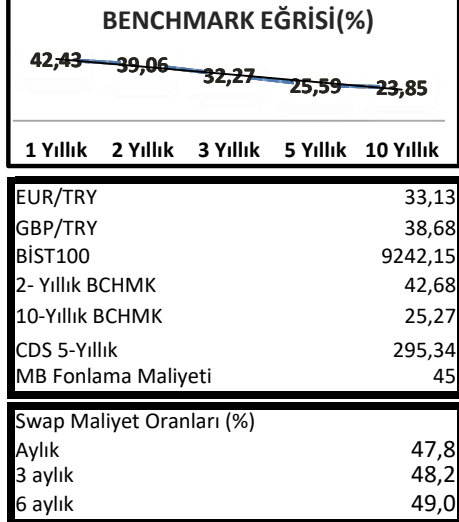 BENCHMARK EĞRİSİ(%)
42,43 39,06 32,27 25,59 23,85
1 Yıllık 2 Yıllık 3 Yıllık 5 Yıllık 10 Yıllık
EUR/TRY 33,13
GBP/TRY 38,68
BİST100 9242,15
2- Yıllık BCHMK 42,68
10-Yıllık BCHMK 25,27
CDS 5-Yıllık 295,34
MB Fonlama Maliyeti 45
Swap Maliyet Oranları (%)
Aylık 47,8
3 aylık 48,2
6 aylık 49,0